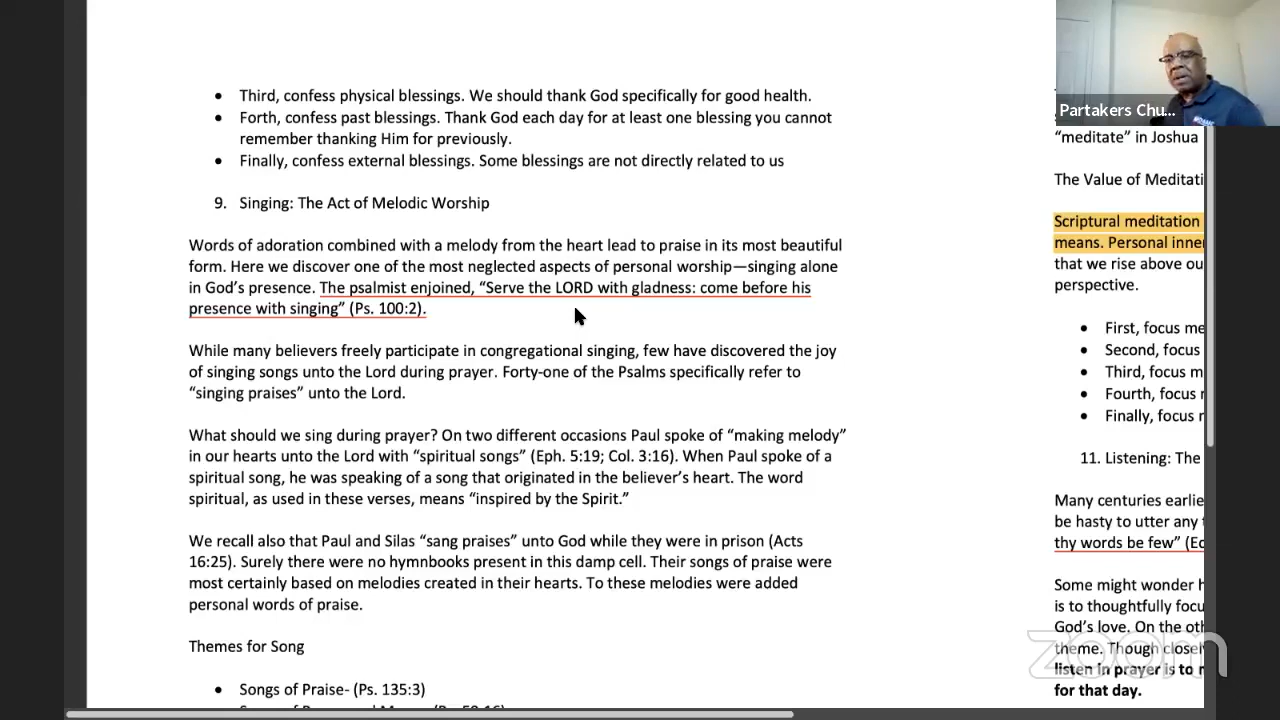 • Third, confess physical blessings. We should thank God specifically for good health.
• Forth, confess past blessings. Thank God each day for at least one blessing you cannot
remember thanking Him for previously.
• Finally, confess external blessings. Some blessings are not directly related to us
9. Singing: The Act of Melodic Worship
Words of adoration combined with a melody from the heart lead to praise in its most beautiful
form. Here we discover one of the most neglected aspects of personal worship—singing alone
in God’s presence. The psalmist enjoined, “Serve the LORD with gladness: come before his
presence with singing” (Ps. 100:2).
While many believers freely participate in congregational singing, few have discovered the joy
of singing songs unto the Lord during prayer. Forty-one of the Psalms specifically refer to
“singing praises” unto the Lord.
What should we sing during prayer? On two different occasions Paul spoke of “making melody”
in our hearts unto the Lord with “spiritual songs” (Eph. 5:19; Col. 3:16). When Paul spoke of a
spiritual song, he was speaking of a song that originated in the believer’s heart. The word
spiritual, as used in these verses, means “inspired by the Spirit.”
We recall also that Paul and Silas “sang praises” unto God while they were in prison (Acts
16:25). Surely there were no hymnbooks present in this damp cell. Their songs of praise were
most certainly based on melodies created in their hearts. To these melodies were added
personal words of praise.
Themes for Song
• Songs of Praise- (Ps. 135:3)
Partakers Chu...
“meditate” in Joshua
The Value of Meditati
Scriptural meditation
means. Personal inner
that we rise above ou
perspective.
• First, focus me
• Second, focus
• Third, focus m
• Fourth, focus
• Finally, focus
11. Listening: The
Many centuries earlie
be hasty to utter any
thy words be few” (Ec
Some might wonder h
is to thoughtfully focu
God’s love. On the oth
theme. Though closel
listen in prayer is to
for that day.
zoom